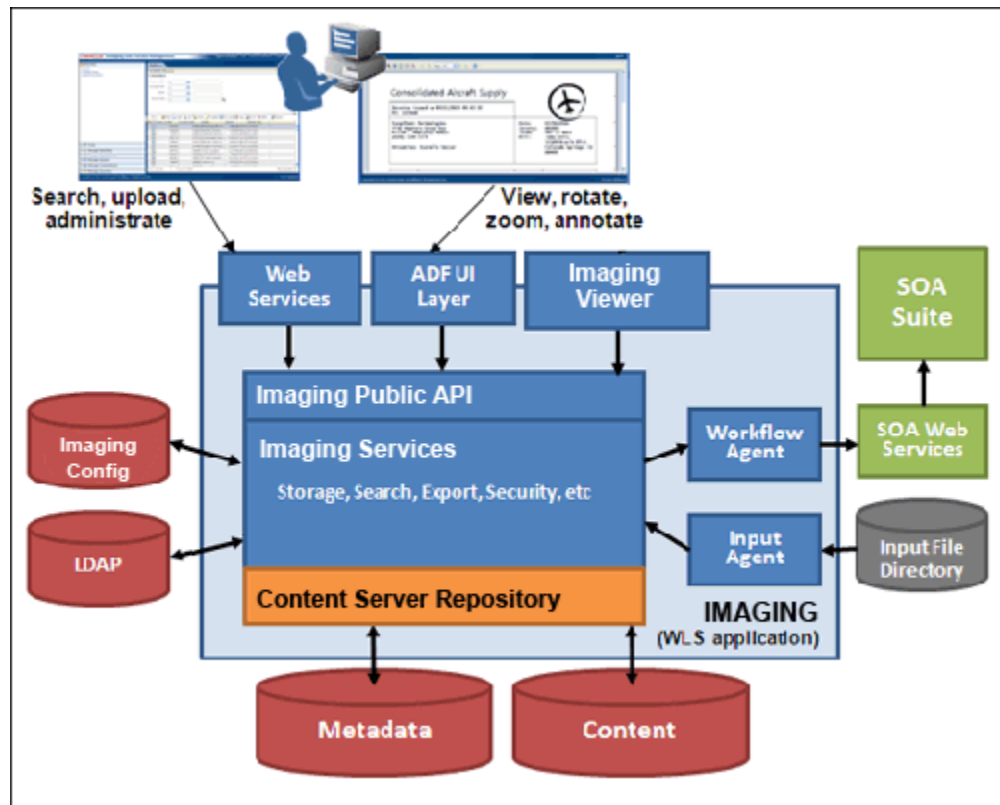 Consolidated Aircraft Supply
Search, upload,
administrate
View, rotate,
zoom, annotate
Web
Services
ADF UI
Layer
Imaging
Viewer
SOA
Suite
Imaging Public API
Imaging Services
Storage, Search, Export, Security, etc
Imaging
Config
Workflow
Agent
SOA Web
Services
LDAP
Input
Agent
Input File
Directory
Content Server Repository
IMAGING
(WLS application)
Metadata
Content